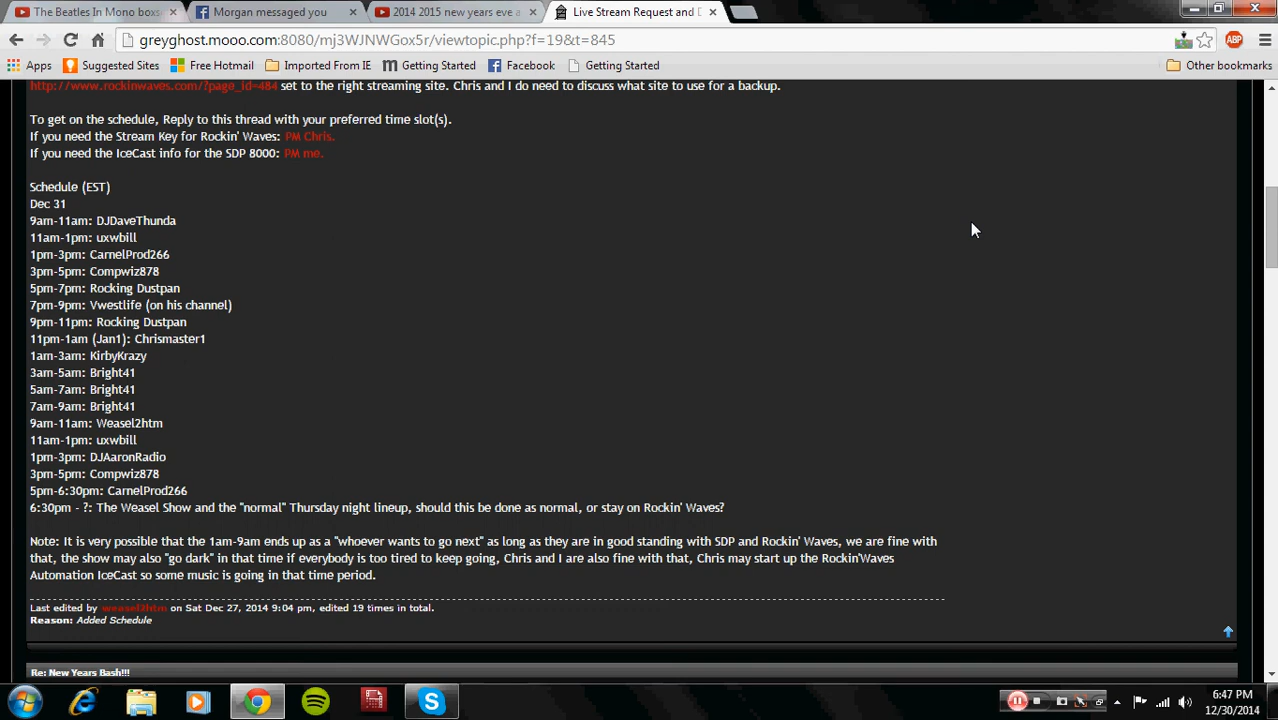 The Beatles In Mono box
Morgan messaged you
2014 2015 new years eve a
Live Stream Request and D
greyghost.mooo.com:8080/mj3WJNWGox5r/viewtopic.php?f=19&t=845
ABP
Apps
Suggested Sites
Free Hotmail
Imported From IE
Getting Started
Facebook
Getting Started
Other bookmarks
http://www.rockinwaves.com/?page_id=484 set to the right streaming site. Chris and I do need to discuss what site to use for a backup.
To get on the schedule, Reply to this thread with your preferred time slot(s).
If you need the Stream Key for Rockin' Waves: PM Chris.
If you need the IceCast info for the SDP 8000: PM me.
Schedule (EST)
Dec 31
9am-11am: DJDaveThunda
11am-1pm: uxwbill
1pm-3pm: CarnelProd266
3pm-5pm: Compwiz878
5pm-7pm: Rocking Dustpan
7pm-9pm: Vwestlife (on his channel)
9pm-11pm: Rocking Dustpan
11pm-1am (Jan1): Chrismaster1
1am-3am: KirbyKrazy
3am-5am: Bright41
5am-7am: Bright41
7am-9am: Bright41
9am-11am: Weasel2htm
11am-1pm: uxwbill
1pm-3pm: DJAaronRadio
3pm-5pm: Compwiz878
5pm-6:30pm: CarnelProd266
6:30pm - ?: The Weasel Show and the "normal" Thursday night lineup, should this be done as normal, or stay on Rockin' Waves?
Note: It is very possible that the 1am-9am ends up as a "whoever wants to go next" as long as they are in good standing with SDP and Rockin' Waves, we are fine with
that, the show may also "go dark" in that time if everybody is too tired to keep going, Chris and I are also fine with that, Chris may start up the Rockin'Waves
Automation IceCast so some music is going in that time period.
Last edited by weasel2htm on Sat Dec 27, 2014 9:04 pm, edited 19 times in total.
Reason: Added Schedule
Re: New Years Bash!!!
6:47 PM
12/30/2014